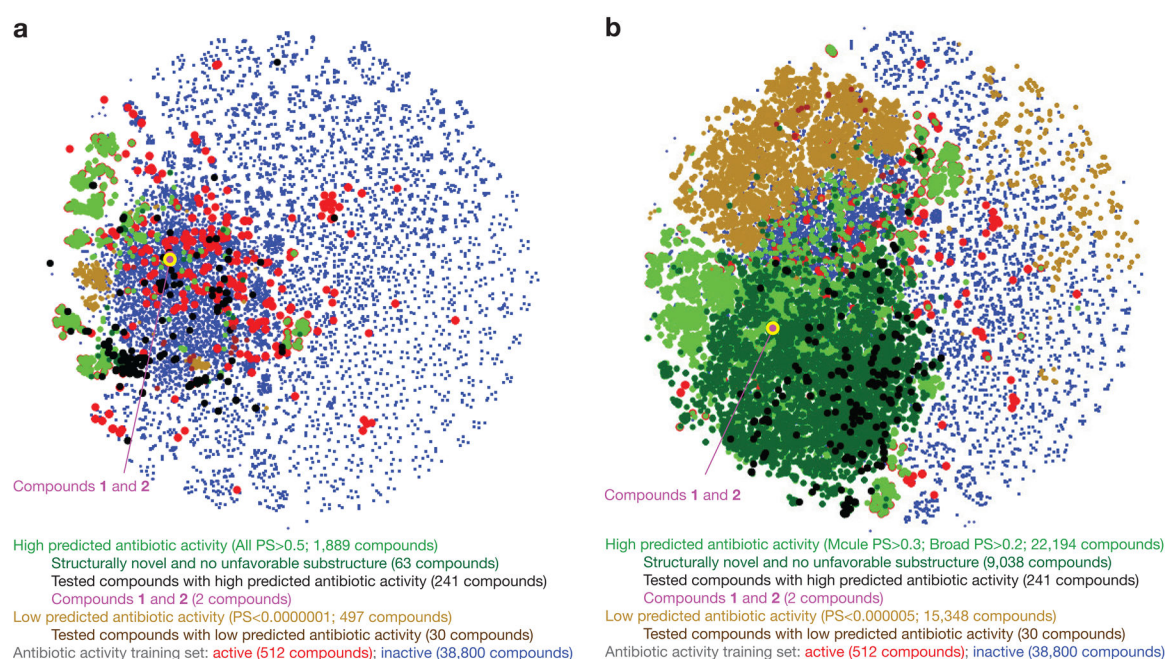 a
Compounds 1 and 2
High predicted antibiotic activity (All PS>0.5; 1,889 compounds)
Structurally novel and no unfavorable substructure (63 compounds)
Tested compounds with high predicted antibiotic activity (241 compounds)
Compounds 1 and 2 (2 compounds)
Low predicted antibiotic activity (PS<0.0000001; 497 compounds)
Tested compounds with low predicted antibiotic activity (30 compounds)
Antibiotic activity training set: active (512 compounds); inactive (38,800 compounds)
b
Compounds 1 and 2
High predicted antibiotic activity (Mcule PS>0.3; Broad PS>0.2; 22,194 compounds)
Structurally novel and no unfavorable substructure (9,038 compounds)
Tested compounds with high predicted antibiotic activity (241 compounds)
Compounds 1 and 2 (2 compounds)
Low predicted antibiotic activity (PS<0.000005; 15,348 compounds)
Tested compounds with low predicted antibiotic activity (30 compounds)
Antibiotic activity training set: active (512 compounds); inactive (38,800 compounds)